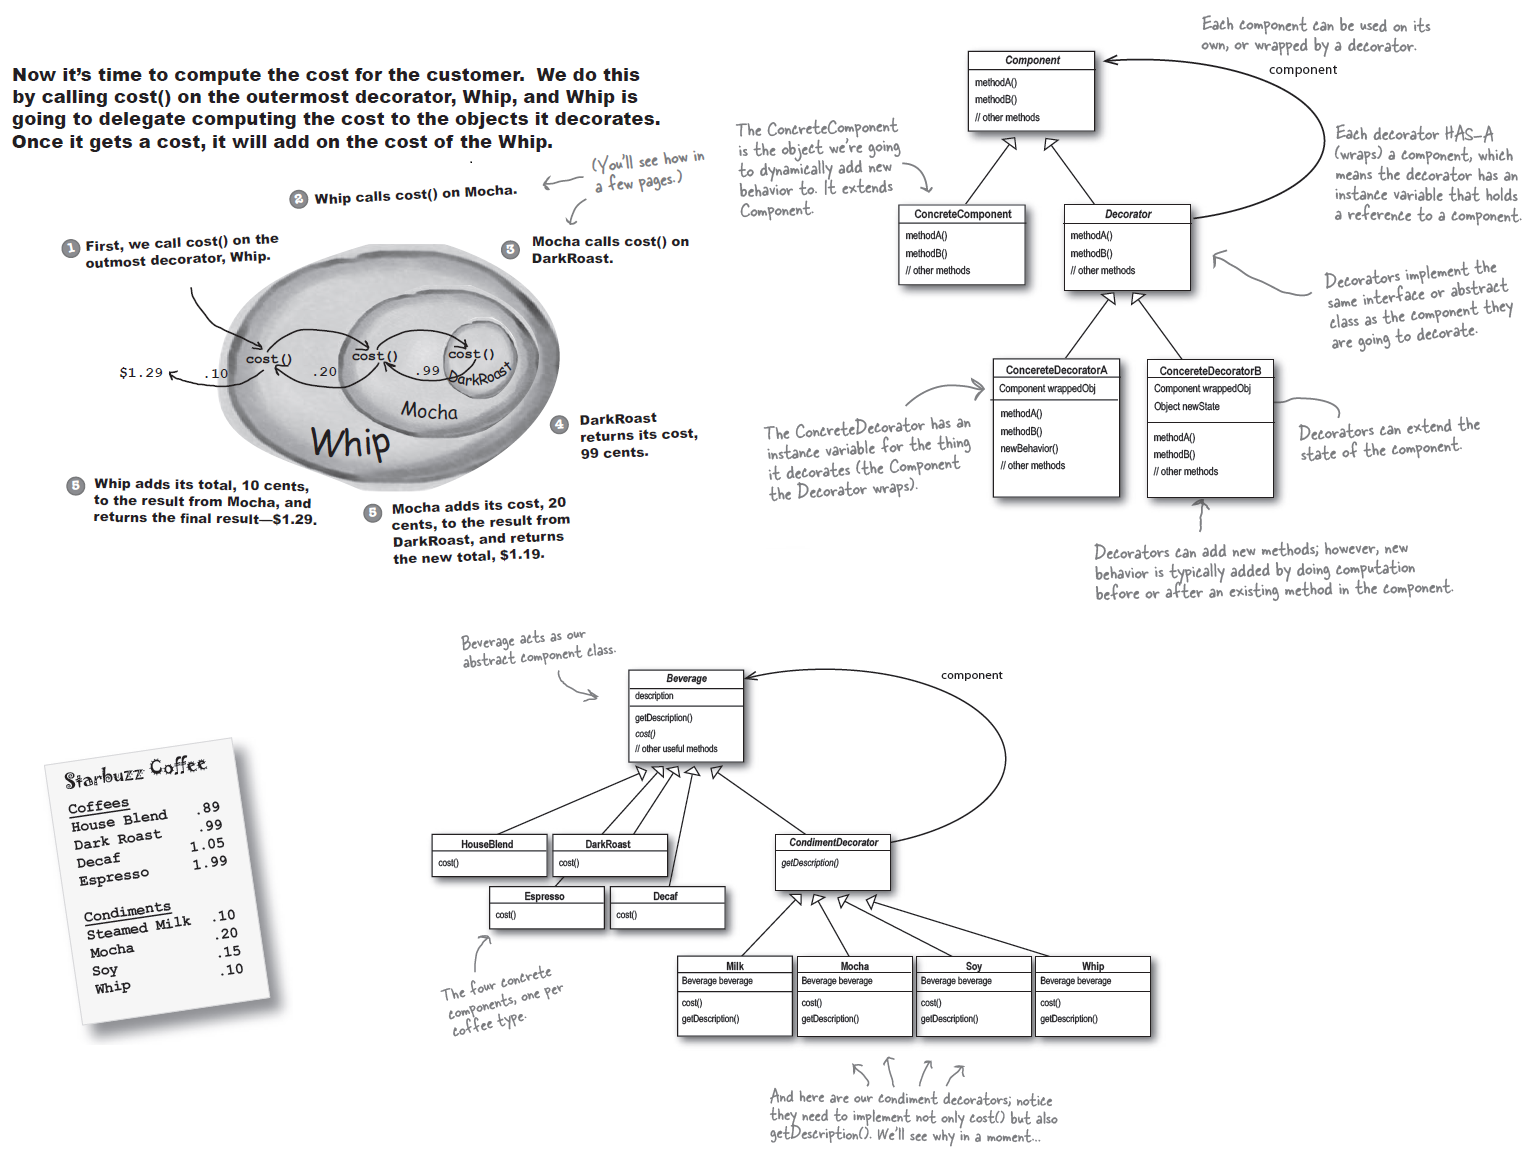 Now it's time to compute the cost for the customer.  We do this
by calling cost() on the outermost decorator, Whip, and Whip is
going to delegate computing the cost to the objects it decorates.
Once it gets a cost, it will add on the cost of the Whip.
(You'll see how in
a few pages.)
2 Whip calls cost() on Mocha.
1 First, we call cost() on the
outmost decorator, Whip.
3 Mocha calls cost() on
DarkRoast.
cost()
cost()
cost()
$1.29
.10
.20
.99
DarkRoast
Mocha
Whip
4 DarkRoast
returns its cost,
99 cents.
5 Whip adds its total, 10 cents,
to the result from Mocha, and
returns the final result—$1.29.
5 Mocha adds its cost, 20
cents, to the result from
DarkRoast, and returns
the new total, $1.19.
Each component can be used on its
own, or wrapped by a decorator.
component
Component
methodA()
methodB()
// other methods
The ConcreteComponent
is the object we're going
to dynamically add new
behavior to. It extends
Component.
Each decorator HAS-A
(wraps) a component, which
means the decorator has an
instance variable that holds
a reference to a component.
ConcreteComponent
methodA()
methodB()
// other methods
Decorator
methodA()
methodB()
// other methods
Decorators implement the
same interface or abstract
class as the component they
are going to decorate.
ConcereteDecoratorA
Component wrappedObj
methodA()
methodB()
newBehavior()
// other methods
ConcereteDecoratorB
Component wrappedObj
Object newState
methodA()
methodB()
// other methods
The ConcreteDecorator has an
instance variable for the thing
it decorates (the Component
the Decorator wraps).
Decorators can extend the
state of the component.
Decorators can add new methods; however, new
behavior is typically added by doing computation
before or after an existing method in the component.
Beverage acts as our
abstract component class.
component
Beverage
description
getDescription()
cost()
// other useful methods
HouseBlend
cost()
DarkRoast
cost()
Espresso
cost()
Decaf
cost()
CondimentDecorator
getDescription()
The four concrete
components, one per
coffee type.
Milk
Beverage beverage
cost()
getDescription()
Mocha
Beverage beverage
cost()
getDescription()
Soy
Beverage beverage
cost()
getDescription()
Whip
Beverage beverage
cost()
getDescription()
And here are our condiment decorators; notice
they need to implement not only cost() but also
getDescription(). We'll see why in a moment...
Starbuzz Coffee
Coffees
House Blend .89
Dark Roast .99
Decaf 1.05
Espresso 1.99
Condiments
Steamed Milk .10
Mocha .20
Soy .15
Whip .10